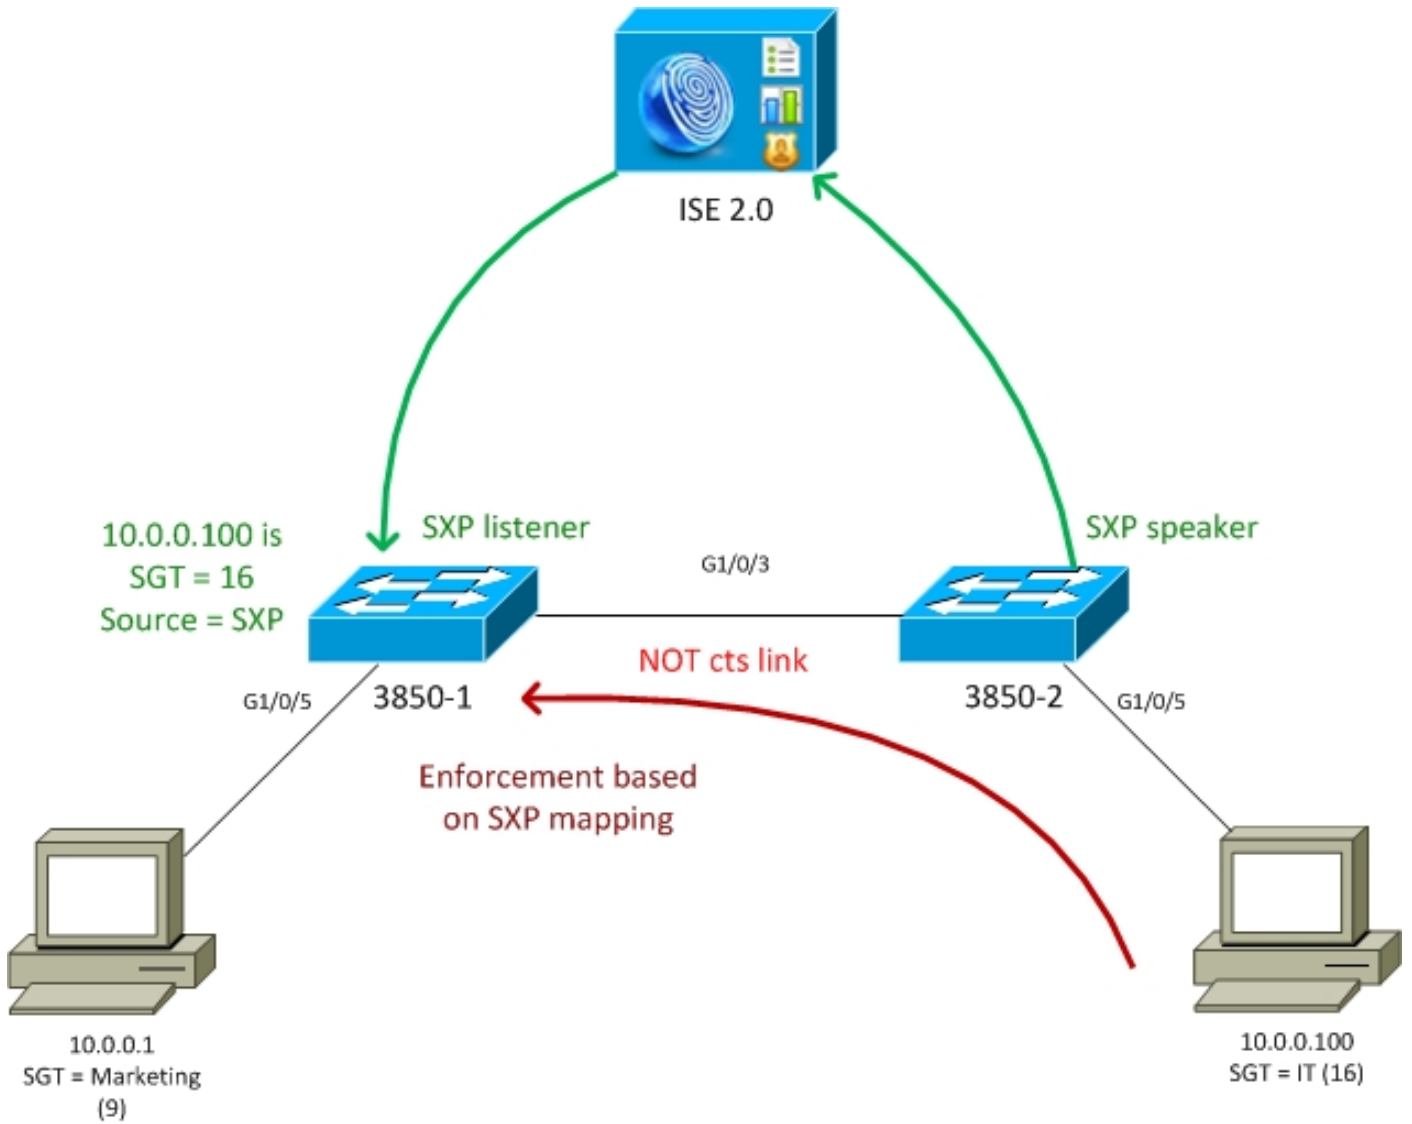 ISE 2.0
10.0.0.100 is
SGT = 16
Source = SXP
SXP listener
SXP speaker
G1/0/3
NOT cts link
3850-1
3850-2
G1/0/5
G1/0/5
Enforcement based
on SXP mapping
10.0.0.1
SGT = Marketing
(9)
10.0.0.100
SGT = IT (16)